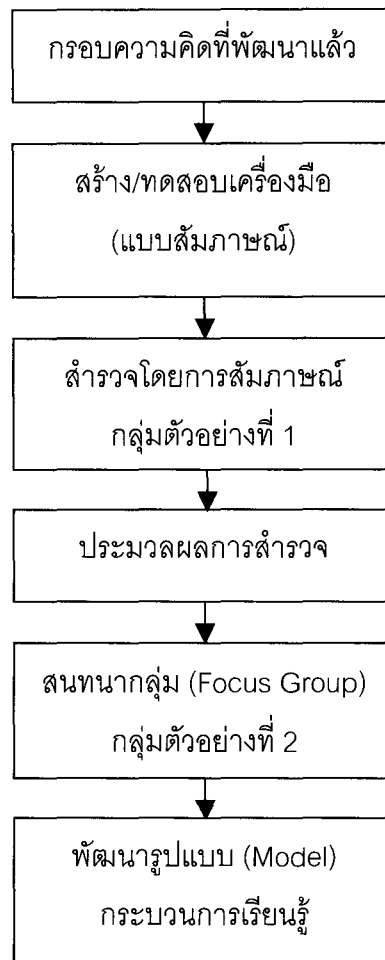 กรอบความคิดที่พัฒนาแล้ว
สร้าง/ทดสอบเครื่องมือ
(แบบสัมภาษณ์)
สำรวจโดยการสัมภาษณ์
กลุ่มตัวอย่างที่ 1
ประมวลผลการสำรวจ
สนทนากลุ่ม (Focus Group)
กลุ่มตัวอย่างที่ 2
พัฒนารูปแบบ (Model)
กระบวนการเรียนรู้